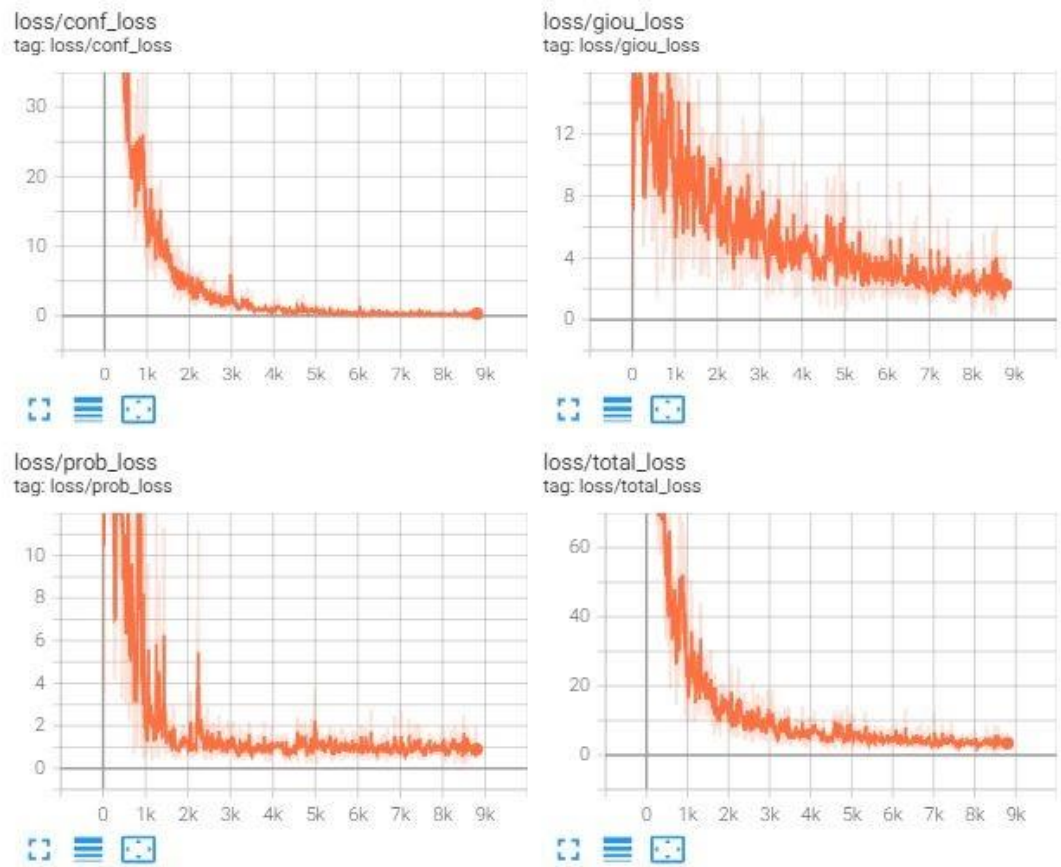 loss/conf_loss
tag: loss/conf_loss
30
20
10
0
0 1k 2k 3k 4k 5k 6k 7k 8k 9k
loss/giou_loss
tag: loss/giou_loss
12
8
4
0
0 1k 2k 3k 4k 5k 6k 7k 8k 9k
loss/prob_loss
tag: loss/prob_loss
10
8
6
4
2
0
0 1k 2k 3k 4k 5k 6k 7k 8k 9k
loss/total_loss
tag: loss/total_loss
60
40
20
0
0 1k 2k 3k 4k 5k 6k 7k 8k 9k